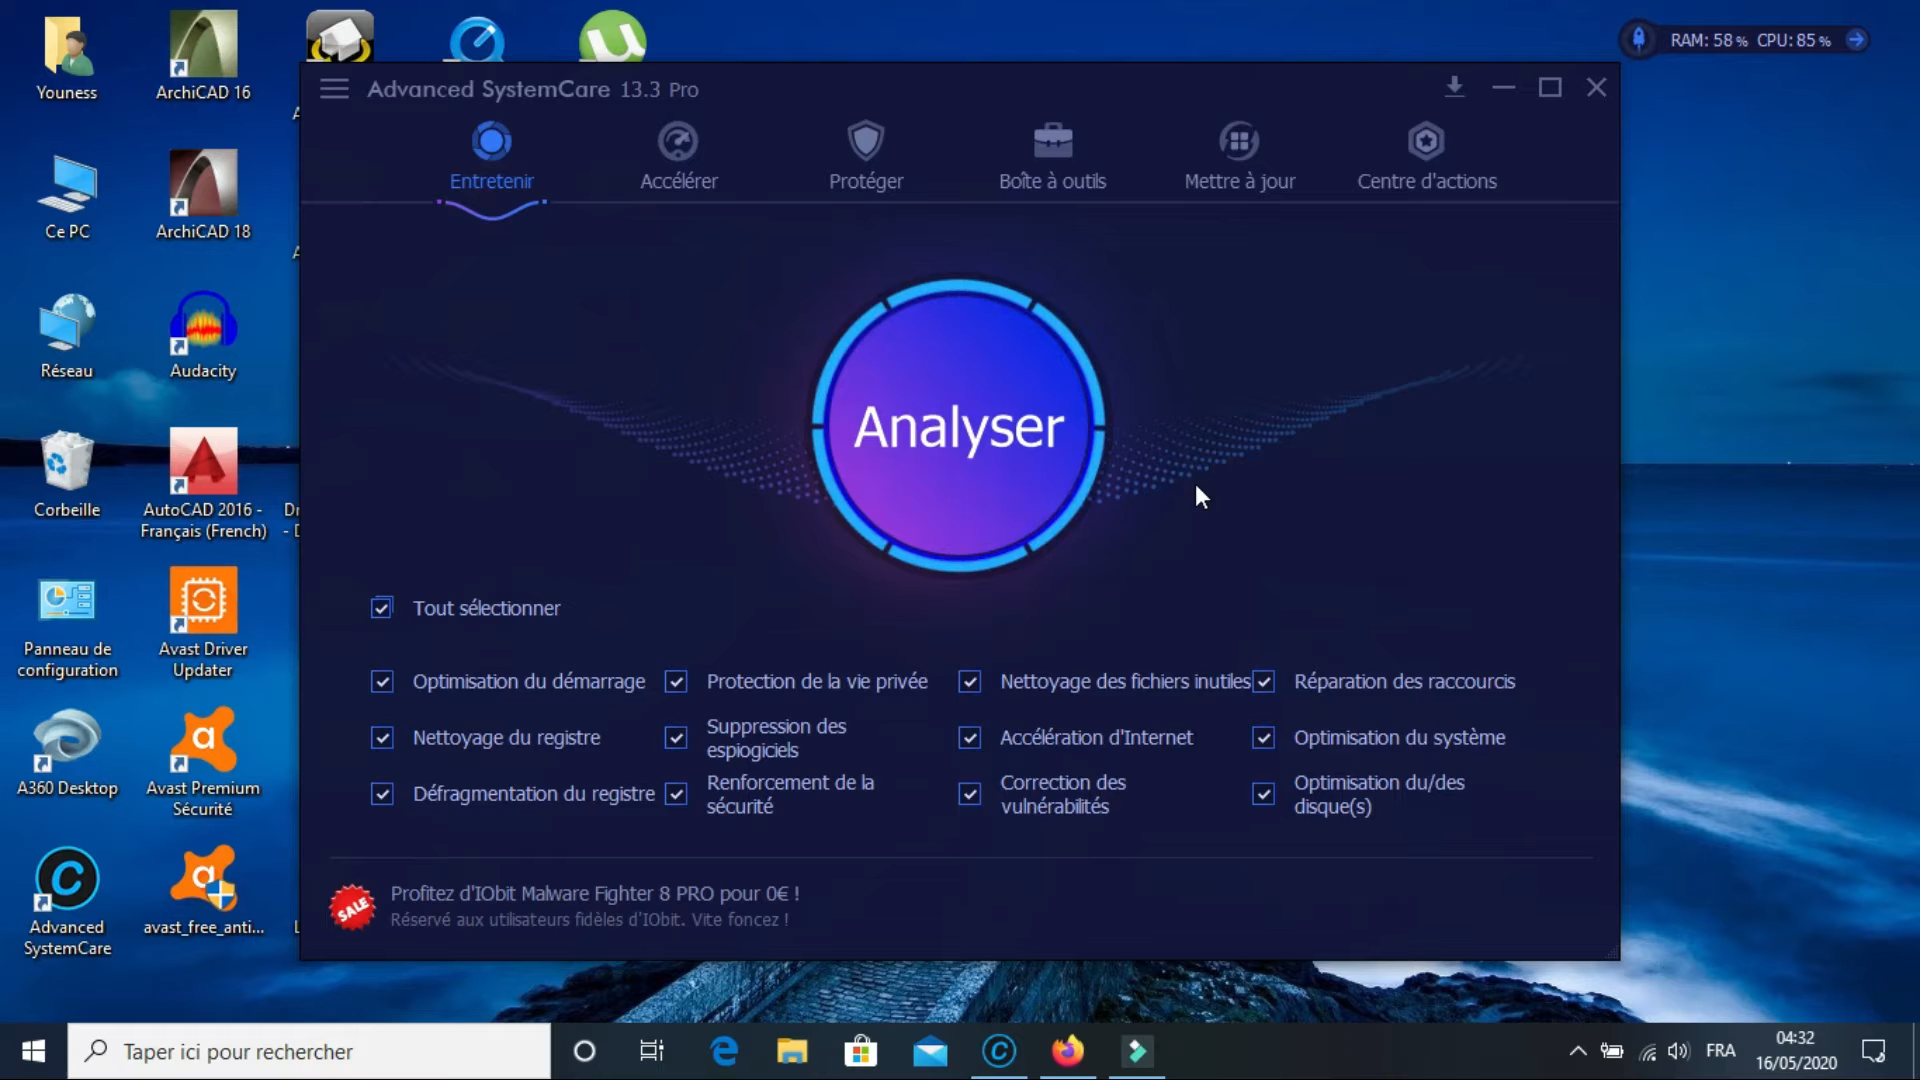 Youness
ArchiCAD 16
RAM: 58 % CPU: 85 %
Advanced SystemCare 13.3 Pro
Entretenir
Accélérer
Protéger
Boîte à outils
Mettre à jour
Centre d'actions
Ce PC
ArchiCAD 18
Réseau
Audacity
Analyser
Corbeille
AutoCAD 2016 -
Français (French)
Tout sélectionner
Panneau de
configuration
Avast Driver
Updater
Optimisation du démarrage
Protection de la vie privée
Nettoyage des fichiers inutiles
Réparation des raccourcis
Nettoyage du registre
Suppression des
espiogiciels
Accélération d'Internet
Optimisation du système
Défragmentation du registre
Renforcement de la
sécurité
Correction des
vulnérabilités
Optimisation du/des
disque(s)
A360 Desktop
Avast Premium
Sécurité
SALE
Profitez d'IObit Malware Fighter 8 PRO pour 0€ !
Réservé aux utilisateurs fidèles d'IObit. Vite foncez !
Advanced
SystemCare
avast_free_anti...
Taper ici pour rechercher
FRA
04:32
16/05/2020